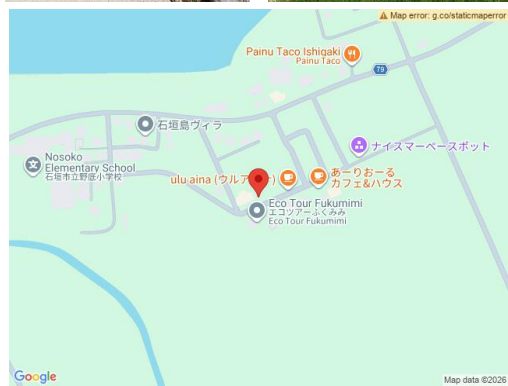 Map error: g.co/staticmaperror
Painu Taco Ishigaki
Painu Taco
79
石垣島ヴィラ
Nosoko
Elementary School
石垣市立野底小学校
ナイスマーベースポット
ulu aina (ウルア
あーりおーる
カフェ&ハウス
Eco Tour Fukumimi
エコツアーふくみみ
Eco Tour Fukumimi
Google
Map data ©2026